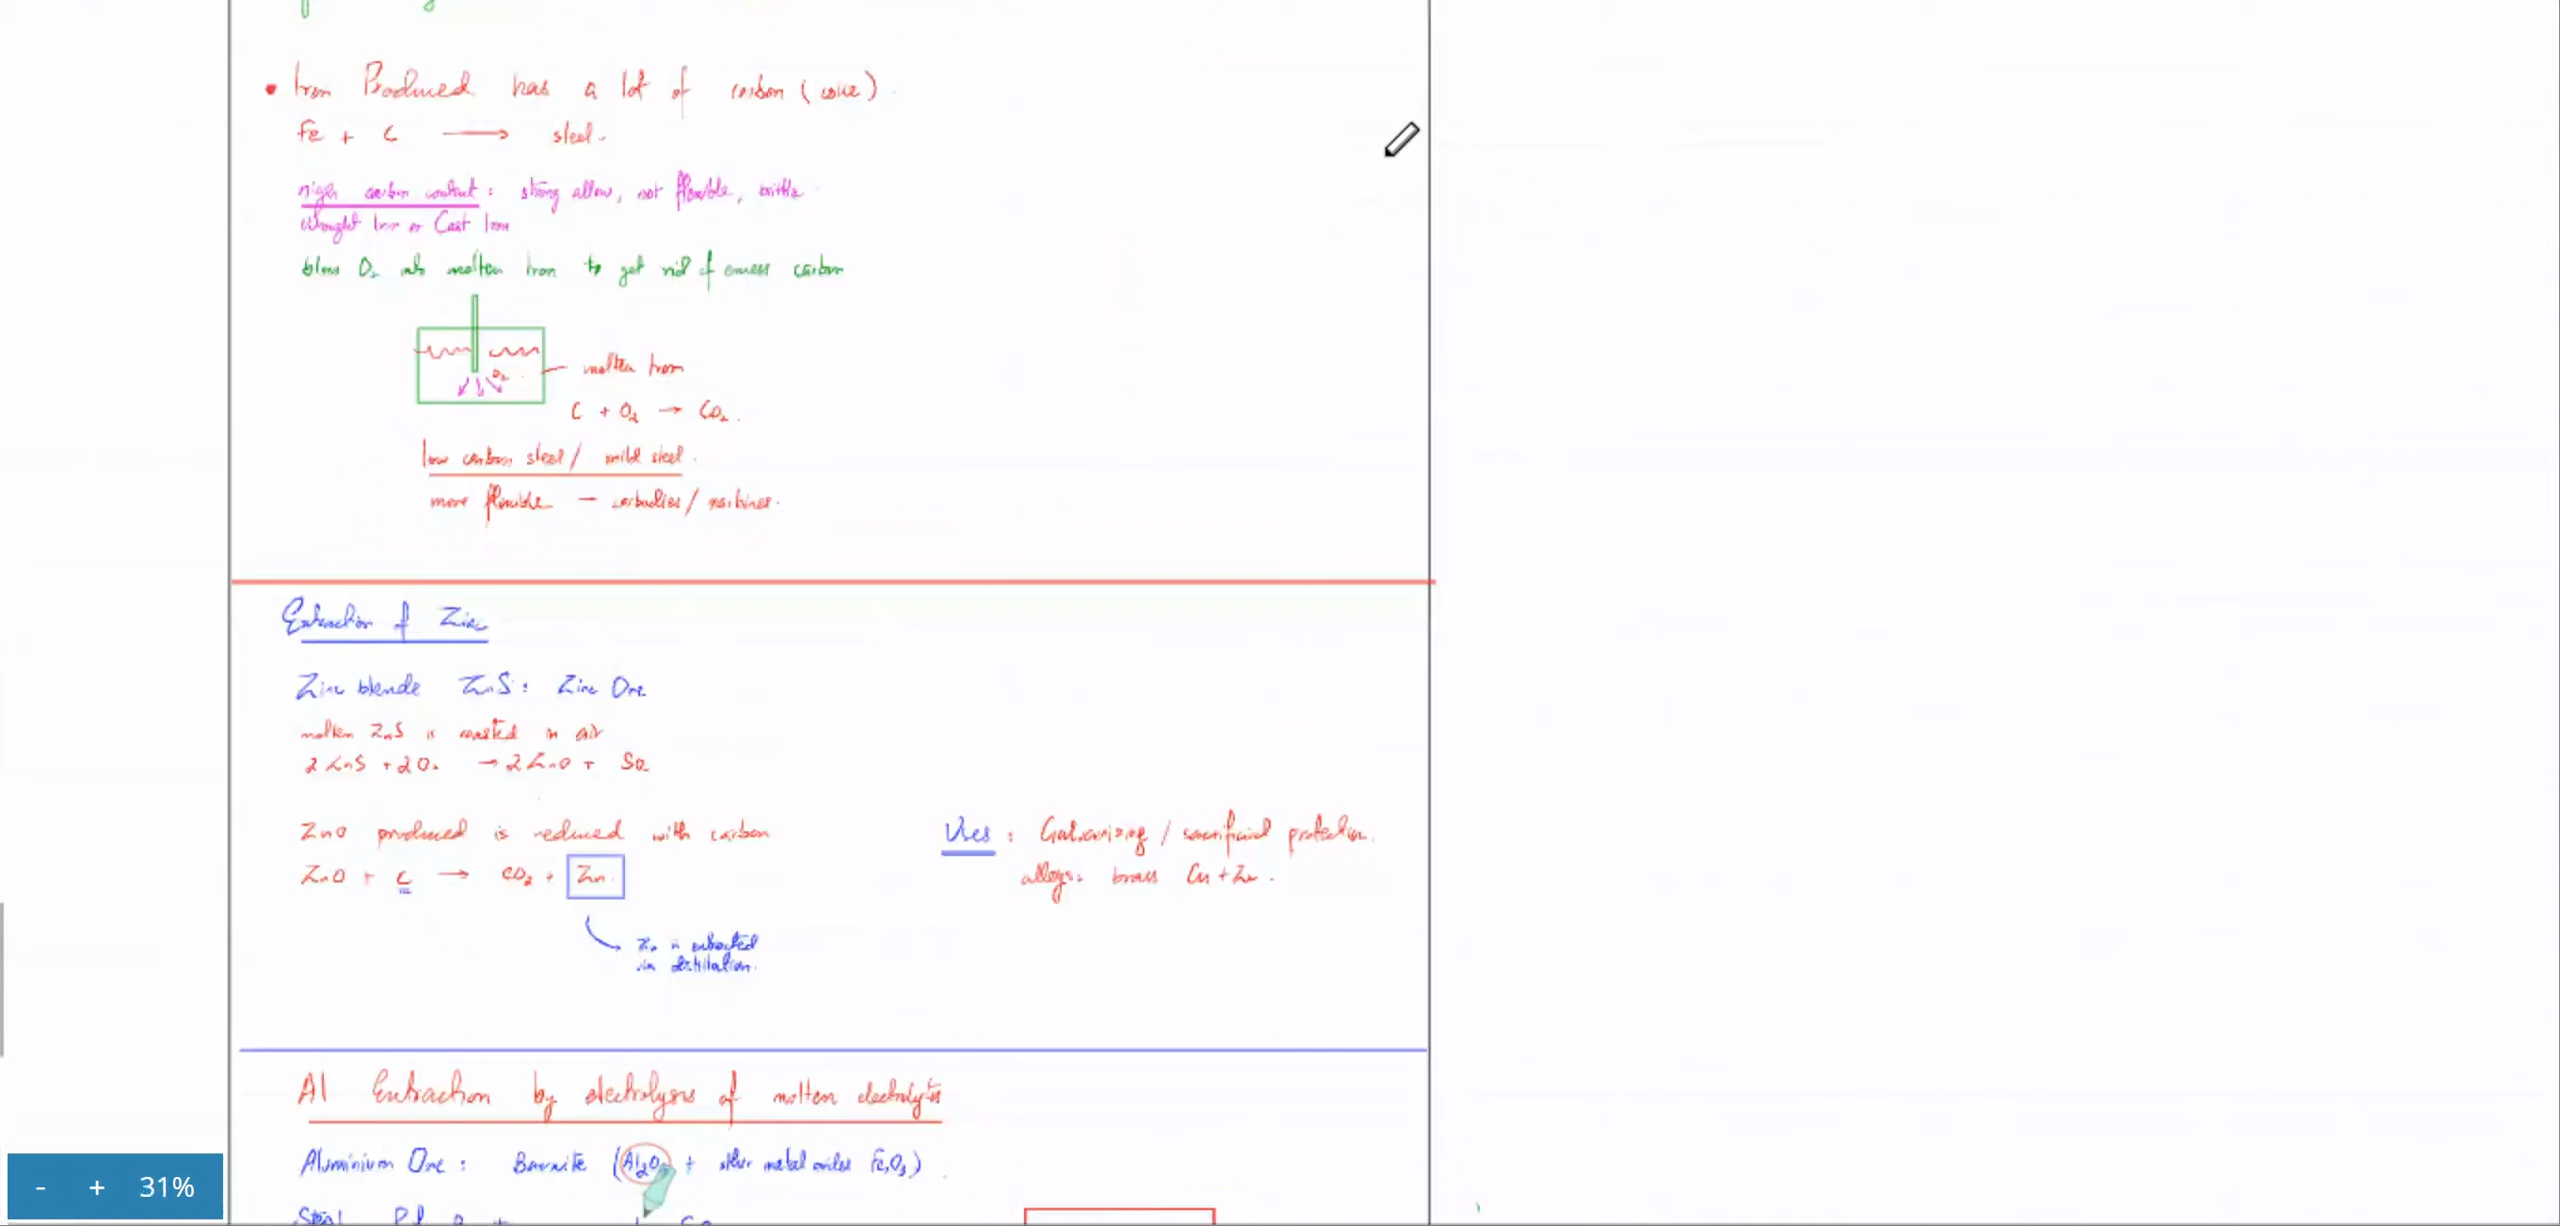 • Iron Produced has a lot of carbon (coke).
Fe + C → steel.
higer carbon content : strong alloy, not flexible, brittle
Wrought Iron or Cast Iron
blow O₂ into molten Iron to get rid of excess carbon
O₂
molten Iron
C + O₂ → CO₂.
low carbon steel / mild steel.
more flexible – carbodies / machines.
Extraction of Zinc
Zinc blende ZnS : Zinc Ore
molten ZnS is roasted in air
2 ZnS + 2O₂ → 2 ZnO + SO₂
ZnO produced is reduced with carbon
ZnO + C → CO₂ + Zn.
Zn is extracted
in distillation.
Uses : Galvanizing / sacrificial protection.
alloys: brass Cu + Zn.
Al Extraction by electrolysis of molten electrolytes
Aluminium Ore : Bauxite (Al₂O₃ + other metal oxides Fe₂O₃)
- + 31%